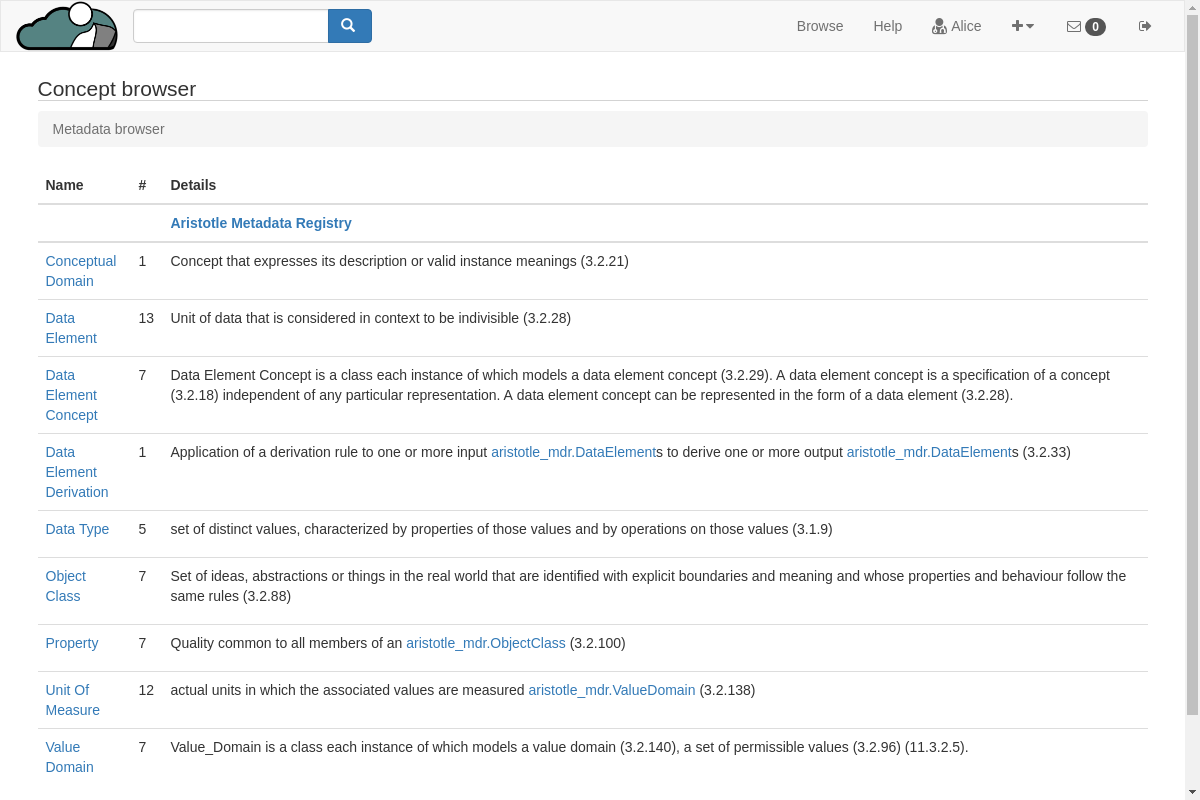 Browse Help Alice 0
Concept browser
Metadata browser
Name # Details
Aristotle Metadata Registry
Conceptual 1 Concept that expresses its description or valid instance meanings (3.2.21)
Domain
Data 13 Unit of data that is considered in context to be indivisible (3.2.28)
Element
Data 7 Data Element Concept is a class each instance of which models a data element concept (3.2.29). A data element concept is a specification of a concept
Element (3.2.18) independent of any particular representation. A data element concept can be represented in the form of a data element (3.2.28).
Concept
Data 1 Application of a derivation rule to one or more input aristotle_mdr.DataElements to derive one or more output aristotle_mdr.DataElements (3.2.33)
Element
Derivation
Data Type 5 set of distinct values, characterized by properties of those values and by operations on those values (3.1.9)
Object 7 Set of ideas, abstractions or things in the real world that are identified with explicit boundaries and meaning and whose properties and behaviour follow the
Class same rules (3.2.88)
Property 7 Quality common to all members of an aristotle_mdr.ObjectClass (3.2.100)
Unit Of 12 actual units in which the associated values are measured aristotle_mdr.ValueDomain (3.2.138)
Measure
Value 7 Value_Domain is a class each instance of which models a value domain (3.2.140), a set of permissible values (3.2.96) (11.3.2.5).
Domain